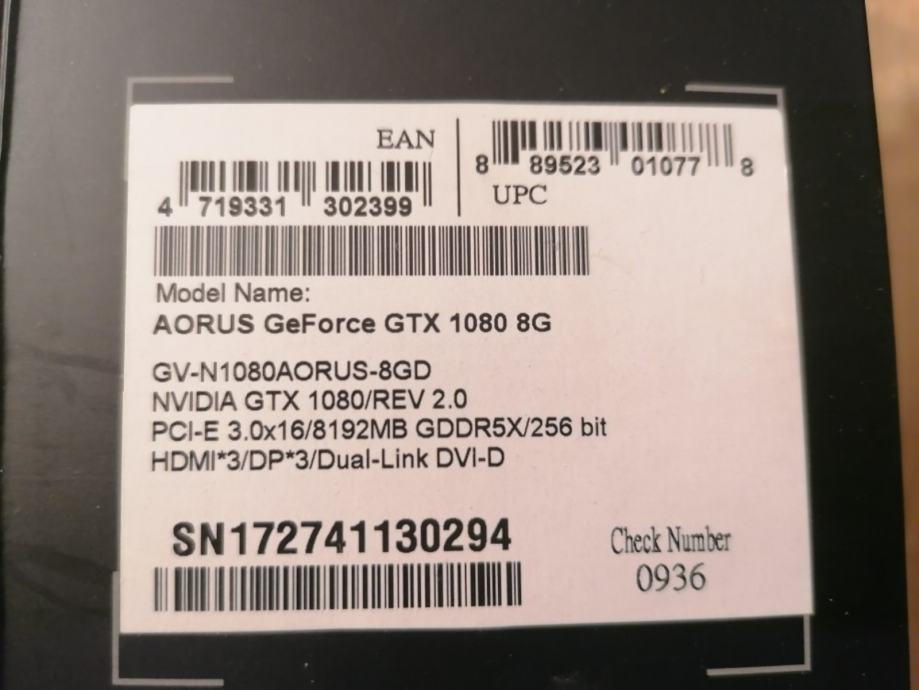 EAN
4 719331 302399
8 89523 01077 8
UPC
Model Name:
AORUS GeForce GTX 1080 8G
GV-N1080AORUS-8GD
NVIDIA GTX 1080/REV 2.0
PCI-E 3.0x16/8192MB GDDR5X/256 bit
HDMI*3/DP*3/Dual-Link DVI-D
SN172741130294
Check Number
0936